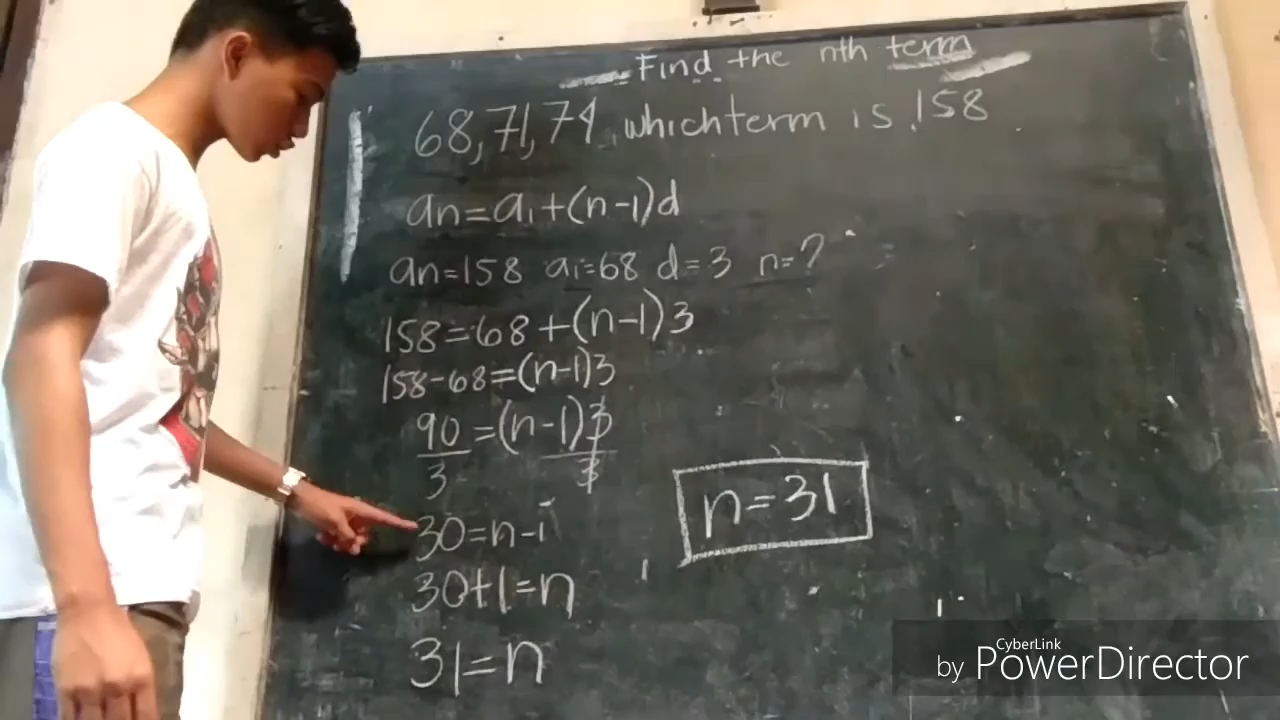 Find the nth term
68, 71, 74 which term is 158
an=a1+(n-1)d
an=158 a1=68 d=3 n=?
158=68+(n-1)3
158-68=(n-1)3
90=(n-1)3
3 3
30=n-1
30+1=n
31=n
n=31
CyberLink
by PowerDirector